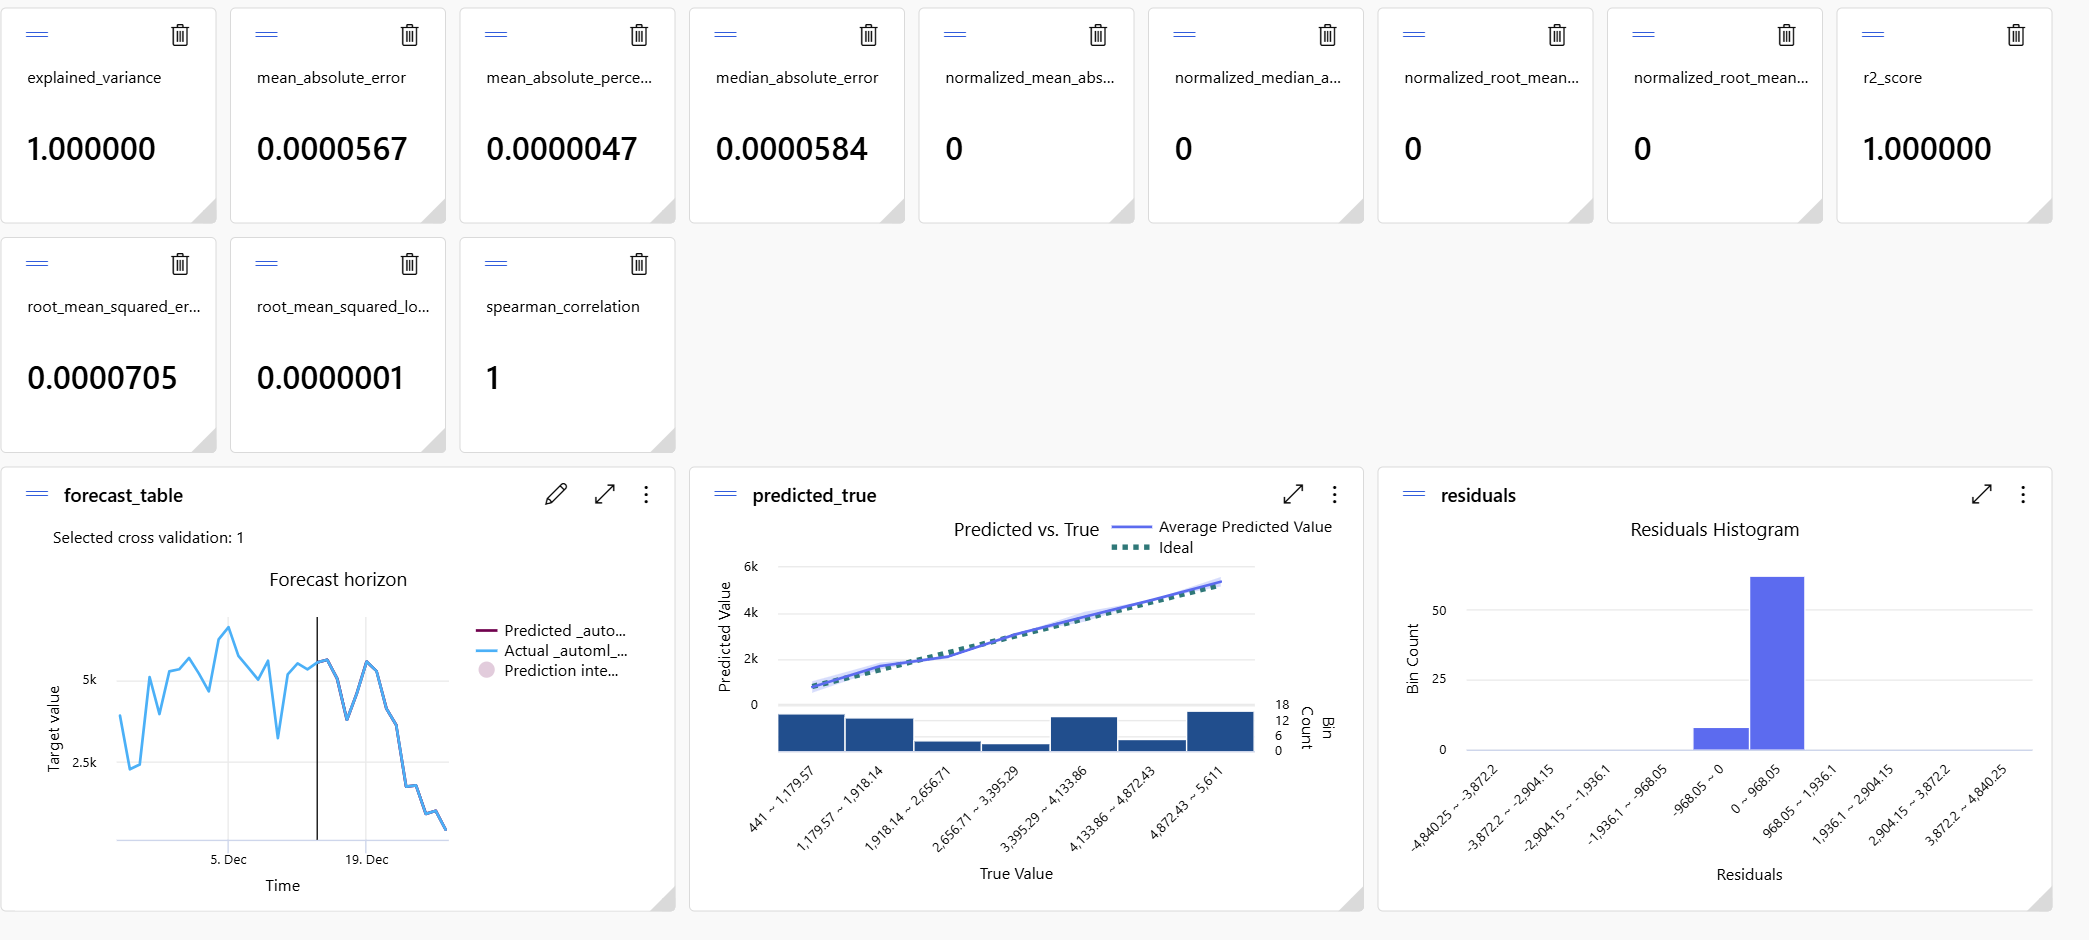 explained_variance
1.000000
mean_absolute_error
0.0000567
mean_absolute_perce...
0.0000047
median_absolute_error
0.0000584
normalized_mean_abs...
0
normalized_median_a...
0
normalized_root_mean...
0
normalized_root_mean...
0
r2_score
1.000000
root_mean_squared_er...
0.0000705
root_mean_squared_lo...
0.0000001
spearman_correlation
1
forecast_table
Selected cross validation: 1
Forecast horizon
Target value
5k
2.5k
5. Dec
19. Dec
Time
Predicted _auto...
Actual _automl_...
Prediction inte...
predicted_true
Predicted vs. True
Average Predicted Value
Ideal
Predicted Value
6k
4k
2k
0
18
12
6
0
Bin
Count
441 ~ 1,179.57
1,179.57 ~ 1,918.14
1,918.14 ~ 2,656.71
2,656.71 ~ 3,395.29
3,395.29 ~ 4,133.86
4,133.86 ~ 4,872.43
4,872.43 ~ 5,611
True Value
residuals
Residuals Histogram
Bin Count
50
25
0
-4,840.25 ~ -3,872.2
-3,872.2 ~ -2,904.15
-2,904.15 ~ -1,936.1
-1,936.1 ~ -968.05
-968.05 ~ 0
0 ~ 968.05
968.05 ~ 1,936.1
1,936.1 ~ 2,904.15
2,904.15 ~ 3,872.2
3,872.2 ~ 4,840.25
Residuals